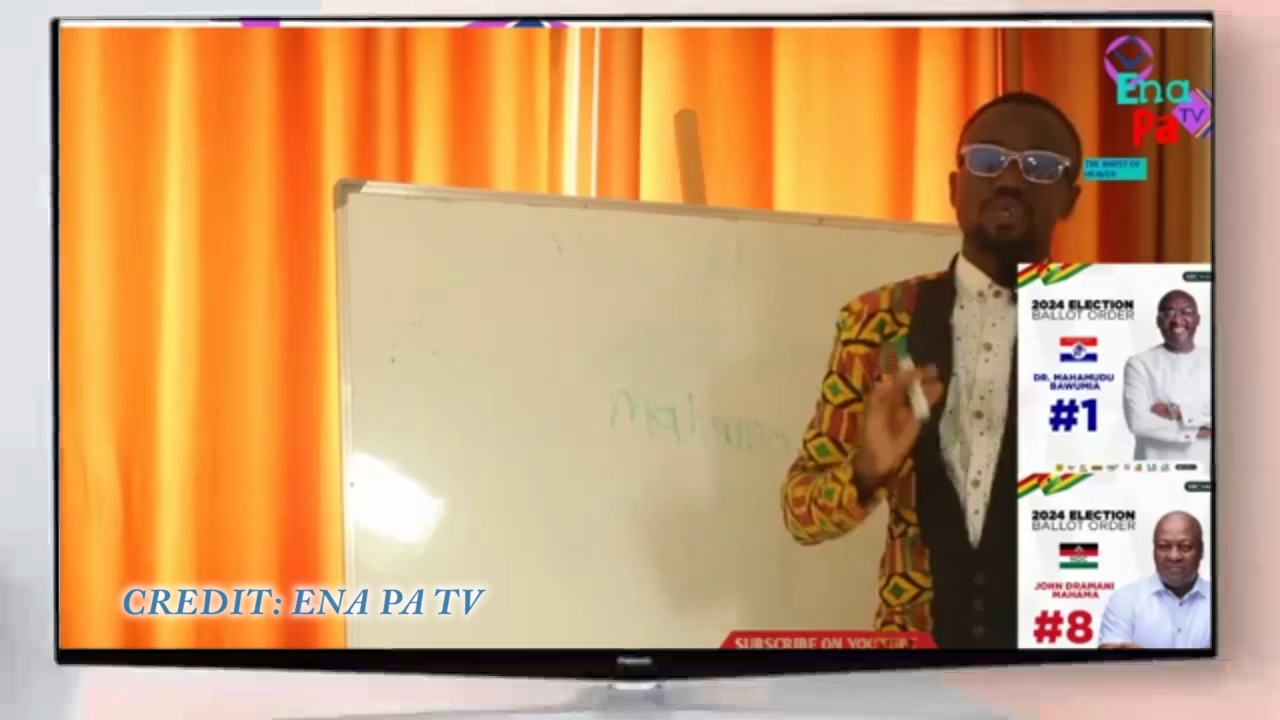 Ena
Pa
TV
2024 ELECTION
BALLOT ORDER
DR. MAHAMUDU
BAWUMIA
#1
2024 ELECTION
BALLOT ORDER
JOHN DRAMANI
MAHAMA
#8
CREDIT: ENA PA TV
SUBSCRIBE ON YOUTUBE
Panasonic